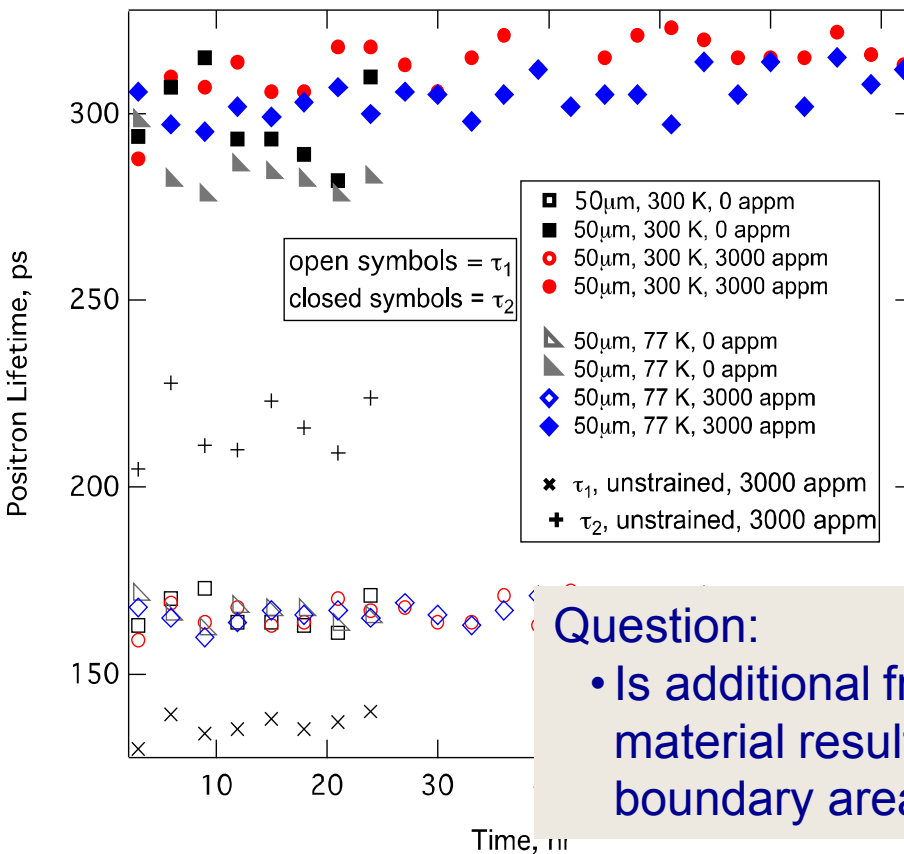 Positron Lifetime, ps
300
250
200
150
10
20
30
Time, hr
open symbols = τ₁
closed symbols = τ₂
50μm, 300 K, 0 appm
50μm, 300 K, 0 appm
50μm, 300 K, 3000 appm
50μm, 300 K, 3000 appm
50μm, 77 K, 0 appm
50μm, 77 K, 0 appm
50μm, 77 K, 3000 appm
50μm, 77 K, 3000 appm
τ₁, unstrained, 3000 appm
τ₂, unstrained, 3000 appm
Question:
• Is additional
material
boundary